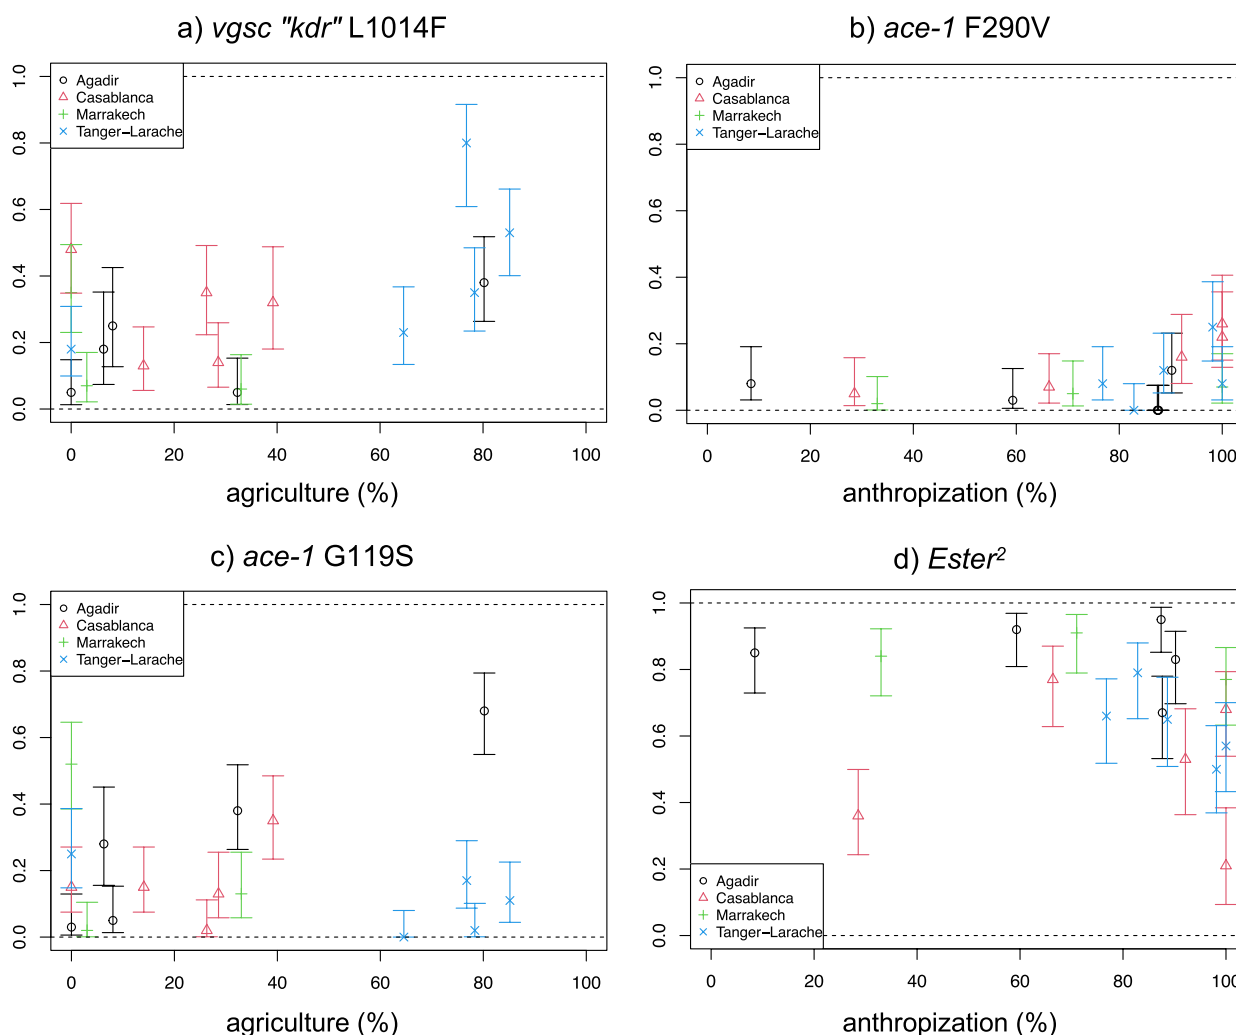 a) vgsc "kdr" L1014F
1.0
0.8
0.6
0.4
0.2
0.0
Agadir
Casablanca
Marrakech
Tanger−Larache
0 20 40 60 80 100
agriculture (%)
b) ace-1 F290V
1.0
0.8
0.6
0.4
0.2
0.0
Agadir
Casablanca
Marrakech
Tanger−Larache
0 20 40 60 80 100
anthropization (%)
c) ace-1 G119S
1.0
0.8
0.6
0.4
0.2
0.0
Agadir
Casablanca
Marrakech
Tanger−Larache
0 20 40 60 80 100
agriculture (%)
d) Ester²
1.0
0.8
0.6
0.4
0.2
0.0
Agadir
Casablanca
Marrakech
Tanger−Larache
0 20 40 60 80 100
anthropization (%)